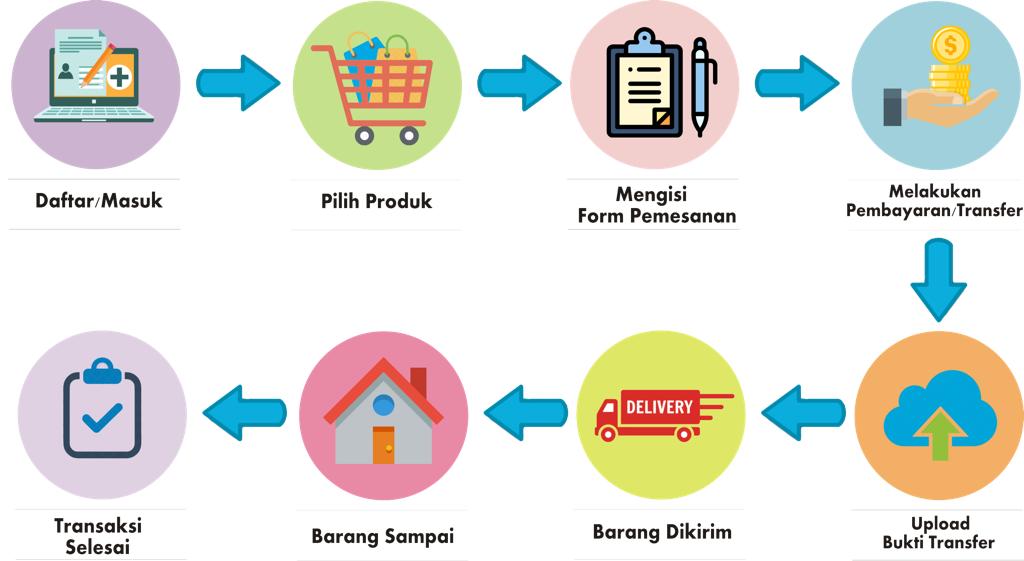 Daftar/Masuk
Pilih Produk
Mengisi
Form Pemesanan
Melakukan
Pembayaran/Transfer
Upload
Bukti Transfer
DELIVERY
Barang Dikirim
Barang Sampai
Transaksi
Selesai